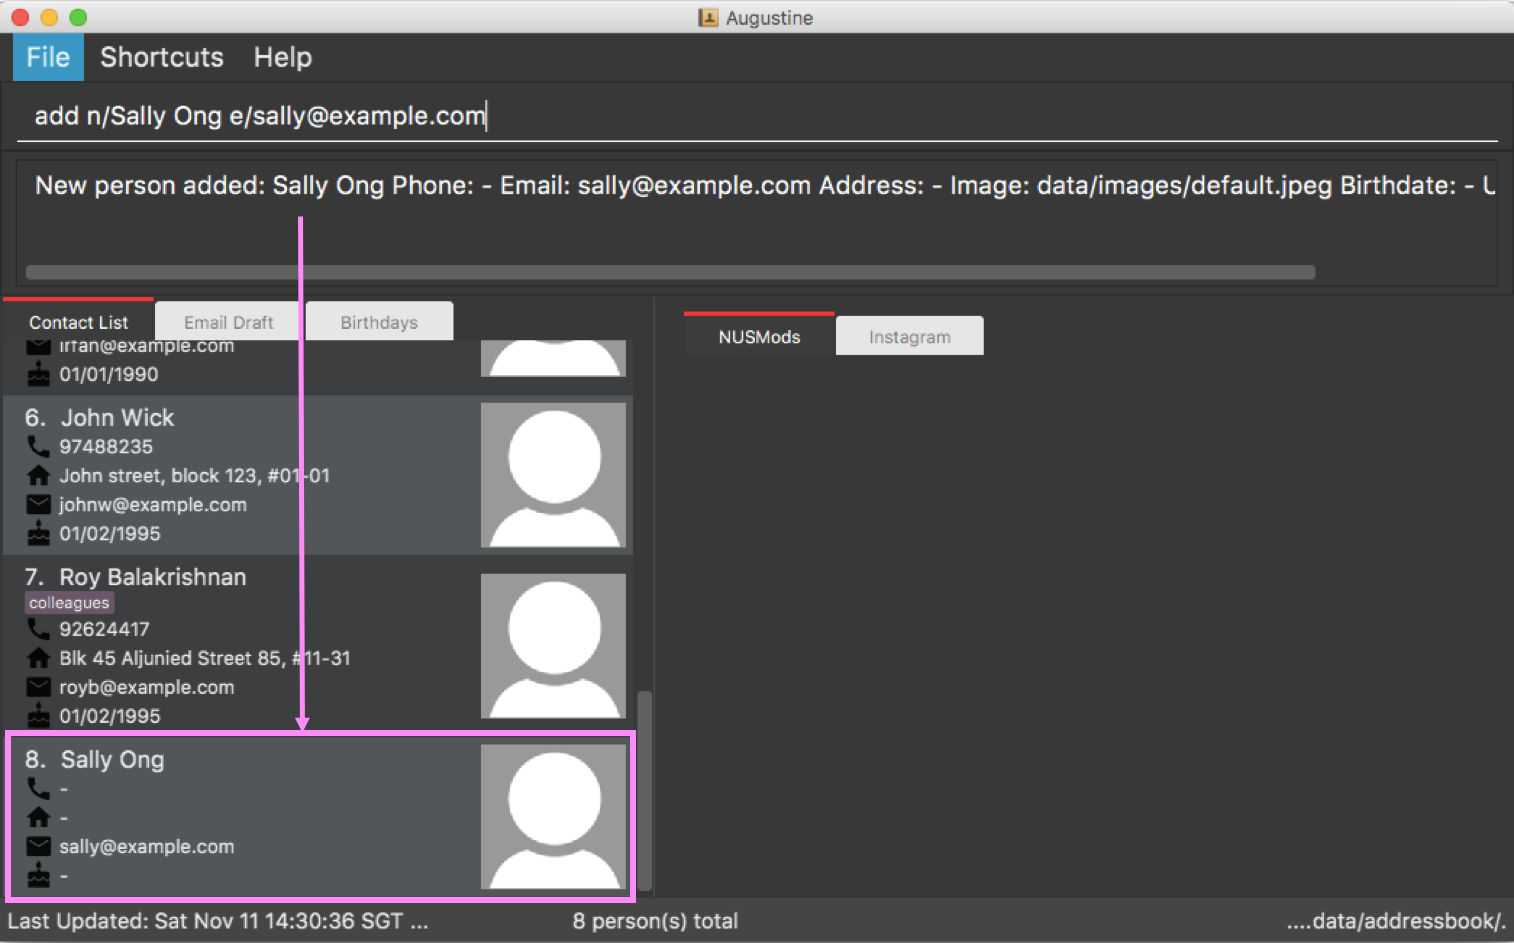 Augustine
File Shortcuts Help
add n/Sally Ong e/sally@example.com
New person added: Sally Ong Phone: - Email: sally@example.com Address: - Image: data/images/default.jpeg Birthdate: - U
Contact List Email Draft Birthdays
NUSMods Instagram
irfan@example.com
01/01/1990
6. John Wick
97488235
John street, block 123, #01-01
johnw@example.com
01/02/1995
7. Roy Balakrishnan
colleagues
92624417
Blk 45 Aljunied Street 85, #11-31
royb@example.com
01/02/1995
8. Sally Ong
-
-
sally@example.com
-
Last Updated: Sat Nov 11 14:30:36 SGT ... 8 person(s) total ....data/addressbook/.